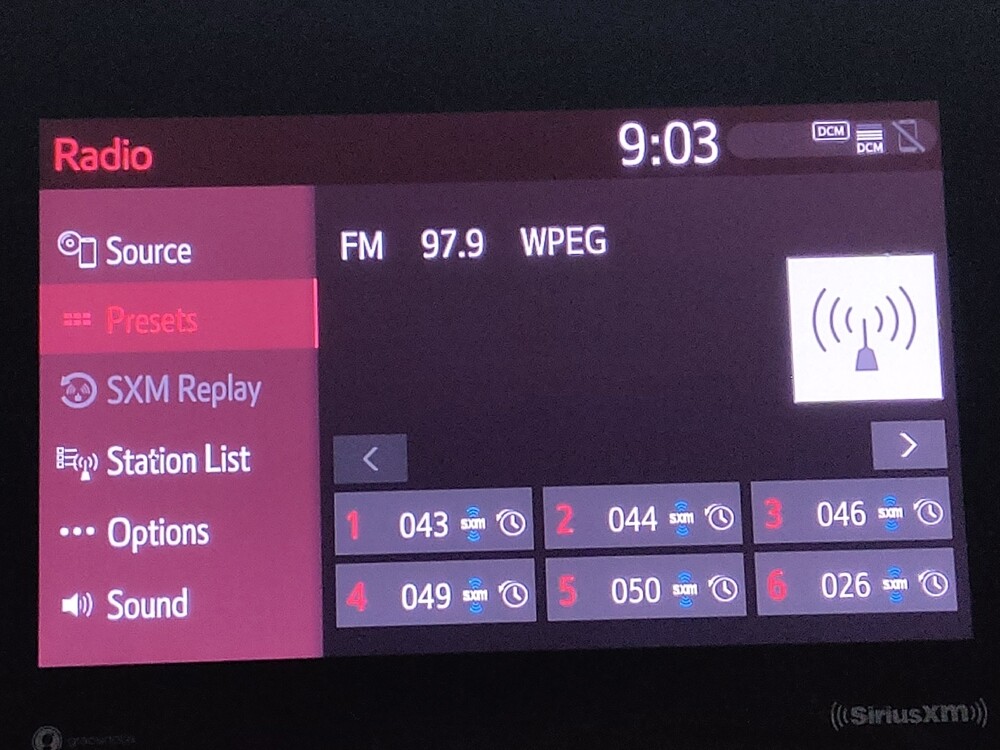 Radio 9:03 DCM DCM
Source
Presets
SXM Replay
Station List
Options
Sound
FM 97.9 WPEG
1 043 sxm
2 044 sxm
3 046 sxm
4 049 sxm
5 050 sxm
6 026 sxm
gracenote
SiriusXM